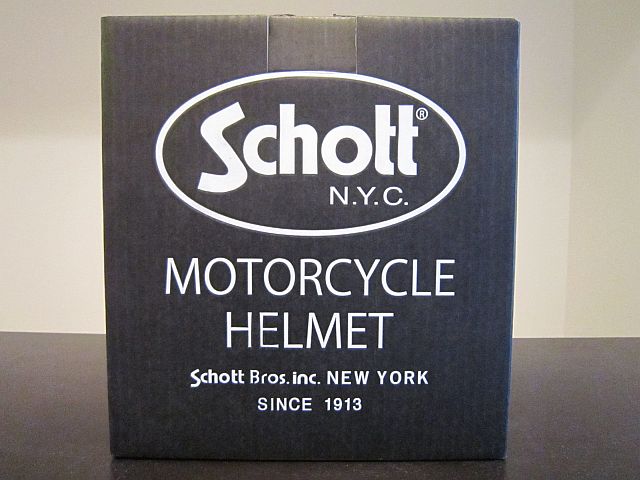 Schott®
N.Y.C.
MOTORCYCLE
HELMET
Schott Bros.inc. NEW YORK
SINCE 1913